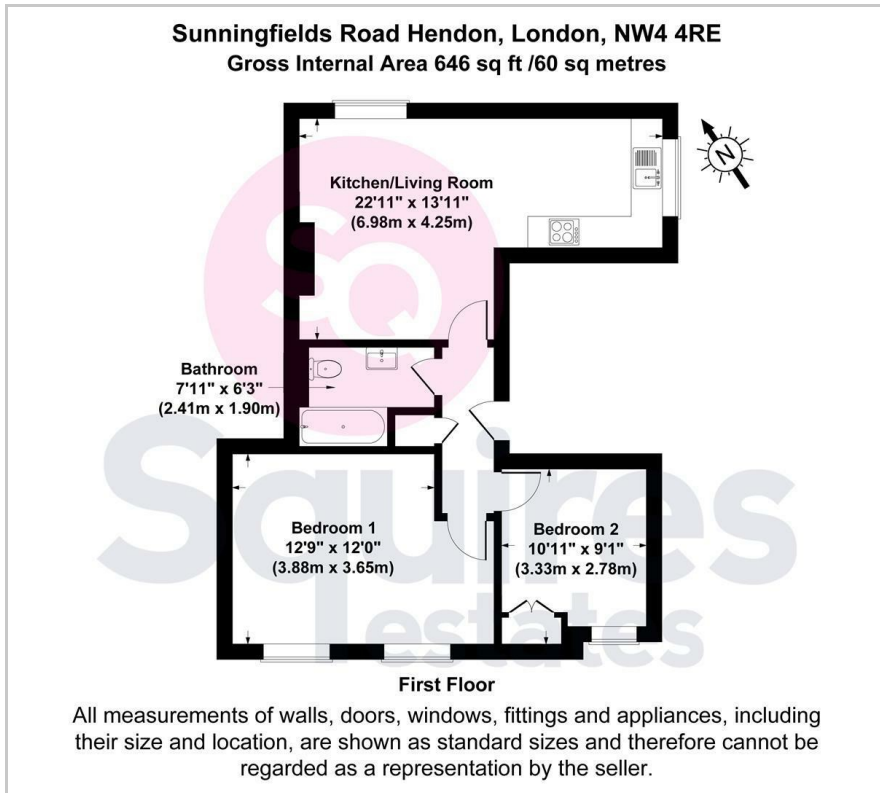 Sunningfields Road Hendon, London, NW4 4RE
Gross Internal Area 646 sq ft /60 sq metres
N
Kitchen/Living Room
22'11" x 13'11"
(6.98m x 4.25m)
SQ
Bathroom
7'11" x 6'3"
(2.41m x 1.90m)
Squires
estates
Bedroom 1
12'9" x 12'0"
(3.88m x 3.65m)
Bedroom 2
10'11" x 9'1"
(3.33m x 2.78m)
First Floor
All measurements of walls, doors, windows, fittings and appliances, including
their size and location, are shown as standard sizes and therefore cannot be
regarded as a representation by the seller.